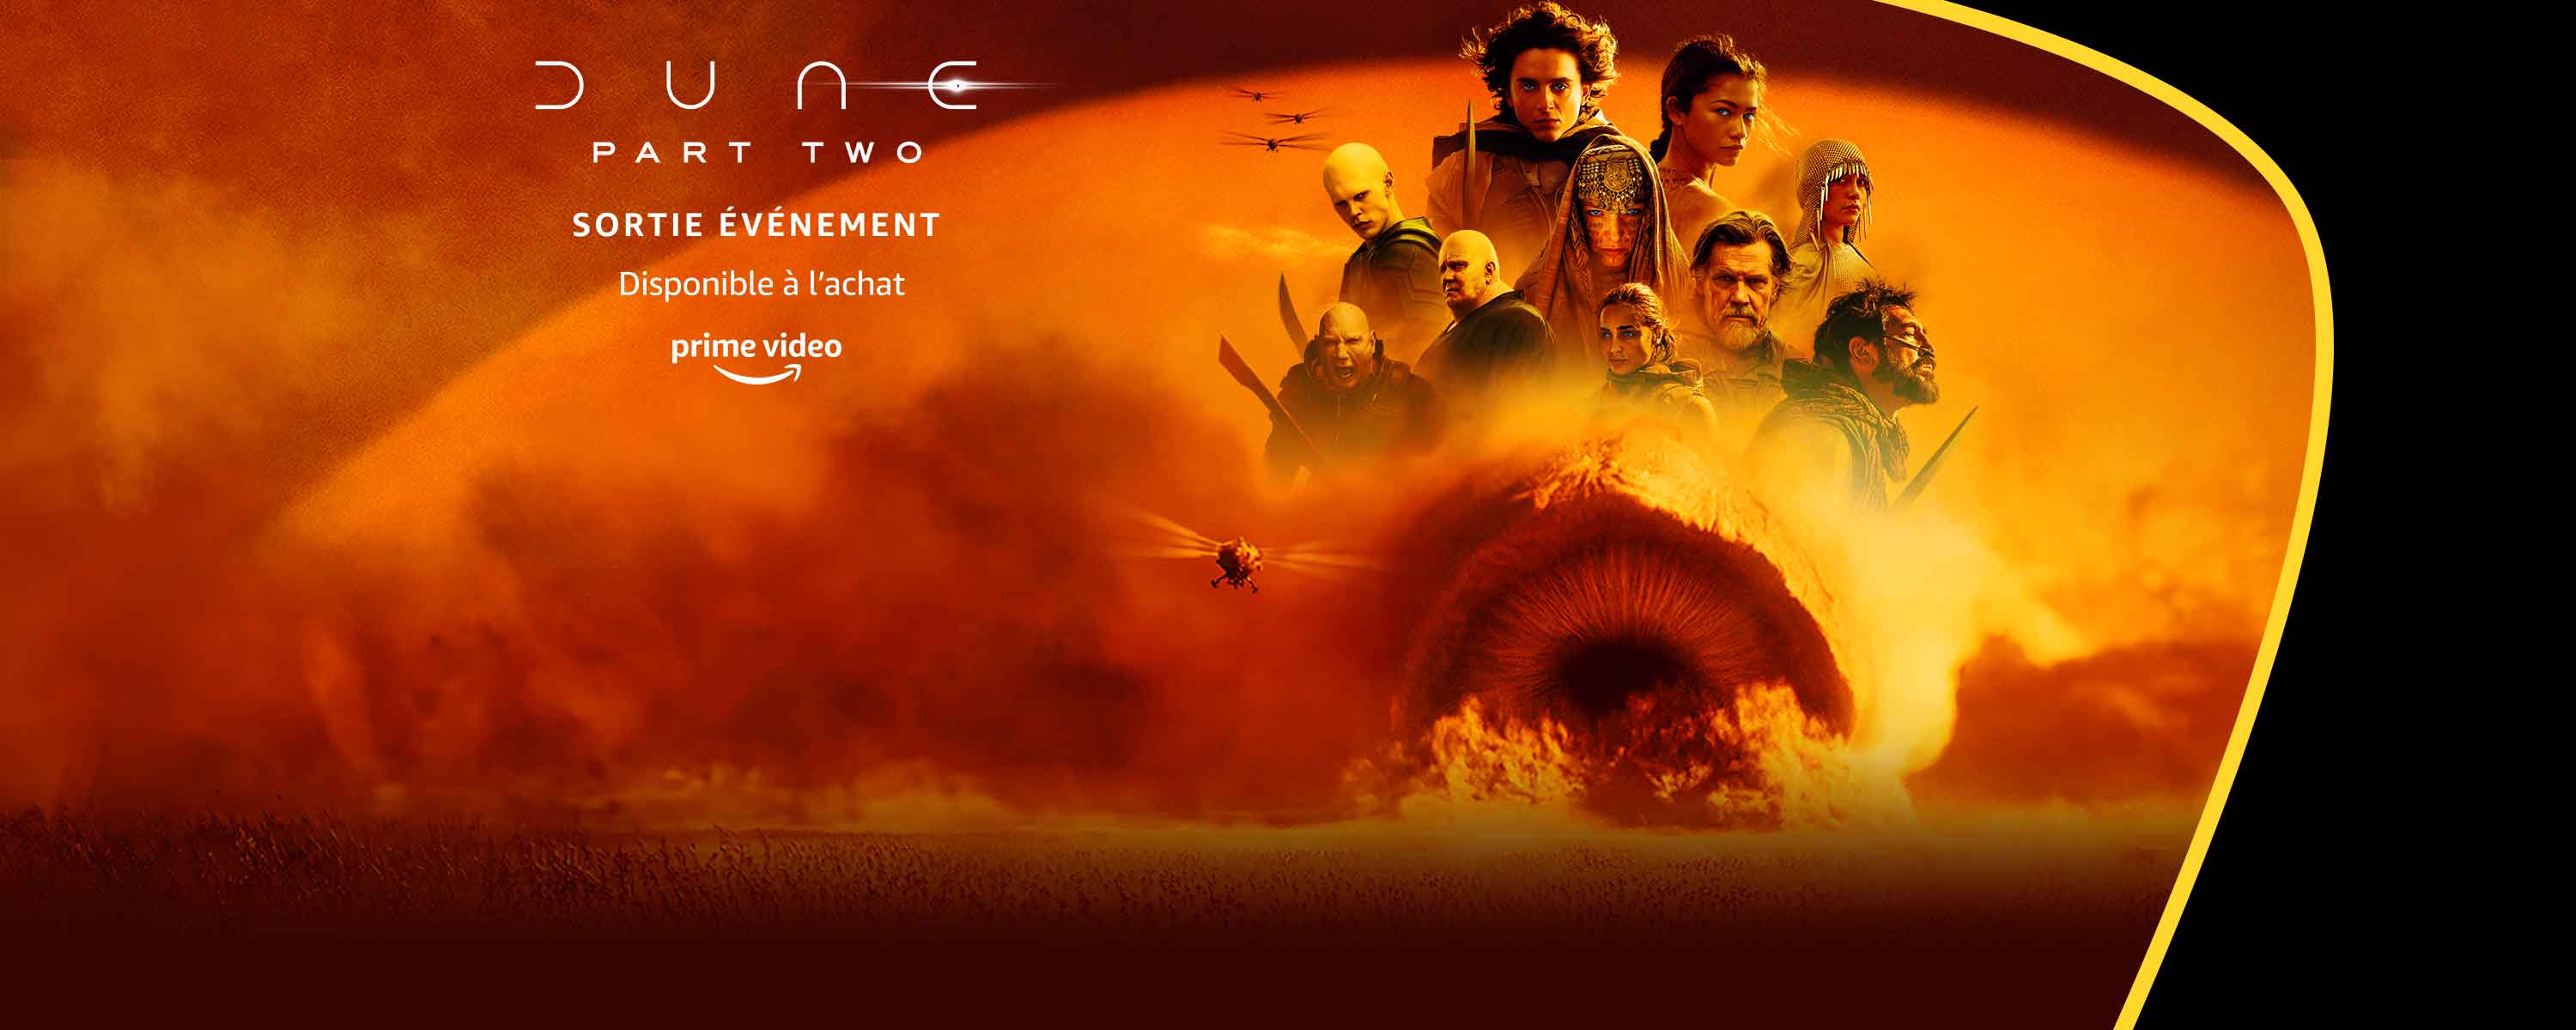 DUNE
PART TWO
SORTIE ÉVÉNEMENT
Disponible à l’achat
prime video